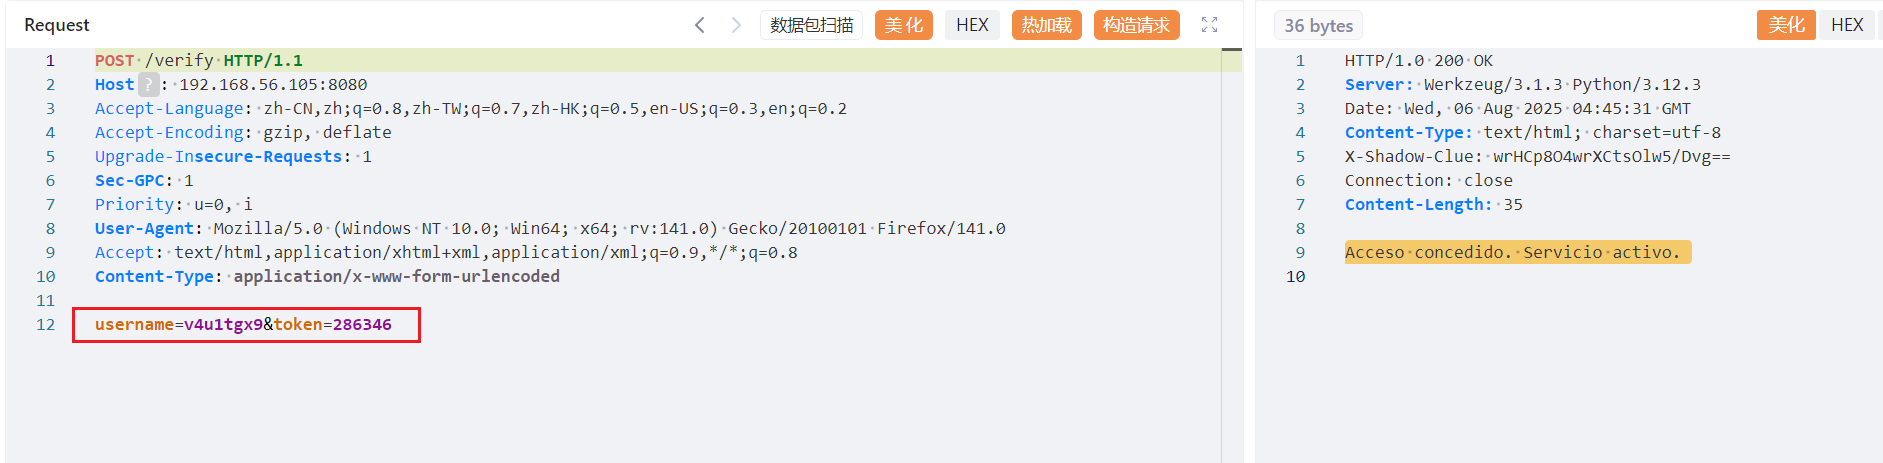 Request
数据包扫描
美化
HEX
热加载
构造请求
1 POST /verify HTTP/1.1
2 Host ? : 192.168.56.105:8080
3 Accept-Language: zh-CN,zh;q=0.8,zh-TW;q=0.7,zh-HK;q=0.5,en-US;q=0.3,en;q=0.2
4 Accept-Encoding: gzip, deflate
5 Upgrade-Insecure-Requests: 1
6 Sec-GPC: 1
7 Priority: u=0, i
8 User-Agent: Mozilla/5.0 (Windows NT 10.0; Win64; x64; rv:141.0) Gecko/20100101 Firefox/141.0
9 Accept: text/html,application/xhtml+xml,application/xml;q=0.9,*/*;q=0.8
10 Content-Type: application/x-www-form-urlencoded
11
12 username=v4u1tgx9&token=286346
36 bytes
美化
HEX
1 HTTP/1.0 200 OK
2 Server: Werkzeug/3.1.3 Python/3.12.3
3 Date: Wed, 06 Aug 2025 04:45:31 GMT
4 Content-Type: text/html; charset=utf-8
5 X-Shadow-Clue: wrHCp8O4wrXCtsOlw5/Dvg==
6 Connection: close
7 Content-Length: 35
8
9 Acceso concedido. Servicio activo.
10